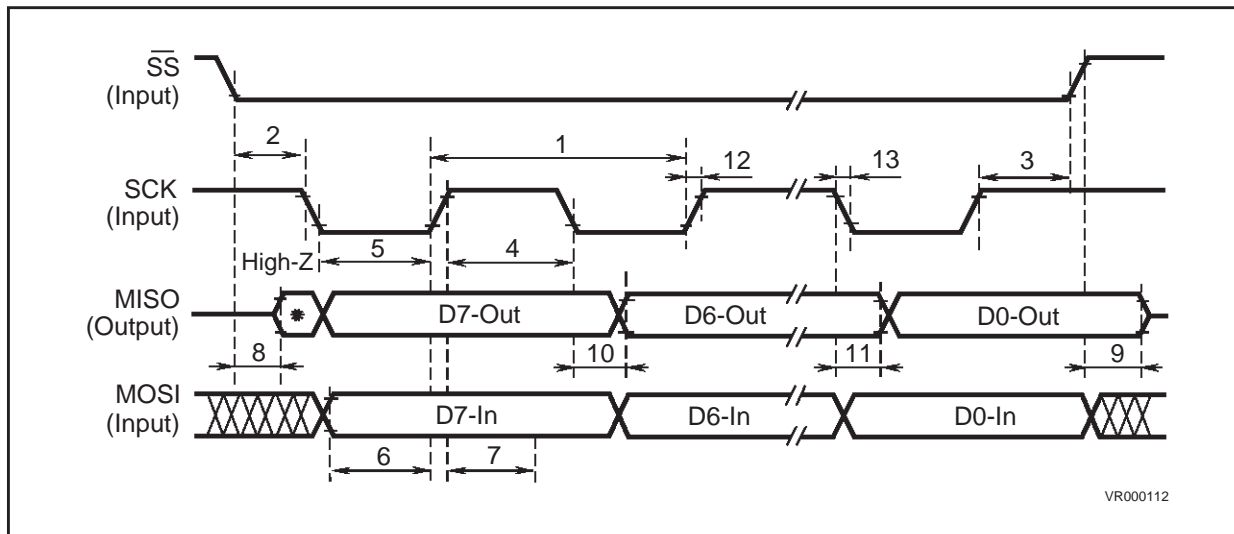 SS
(Input)
2
1
12
13
3
SCK
(Input)
High-Z
5
4
MISO
(Output)
*
D7-Out
D6-Out
D0-Out
8
10
11
9
MOSI
(Input)
D7-In
D6-In
D0-In
6
7
VR000112